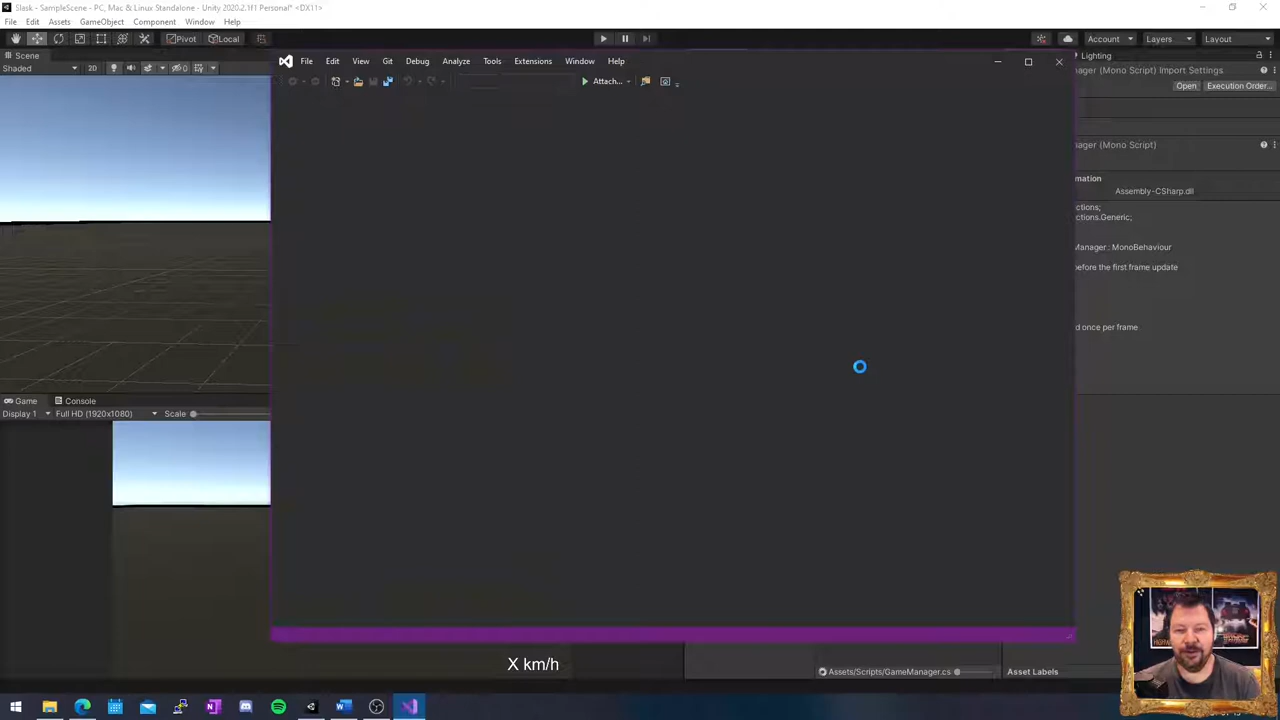 Slask - SampleScene - PC, Mac & Linux Standalone - Unity 2020.2.1f1 Personal* <DX11>
File Edit Assets GameObject Component Window Help
Pivot Local
Account Layers Layout
Scene
Shaded 2D 0
File Edit View Git Debug Analyze Tools Extensions Window Help
Attach...
Lighting
nager (Mono Script) Import Settings
Open Execution Order...
nager (Mono Script)
mation
Assembly-CSharp.dll
ctions;
ctions.Generic;
Manager : MonoBehaviour
before the first frame update
d once per frame
Game Console
Display 1 Full HD (1920x1080) Scale
X km/h
Assets/Scripts/GameManager.cs
Asset Labels